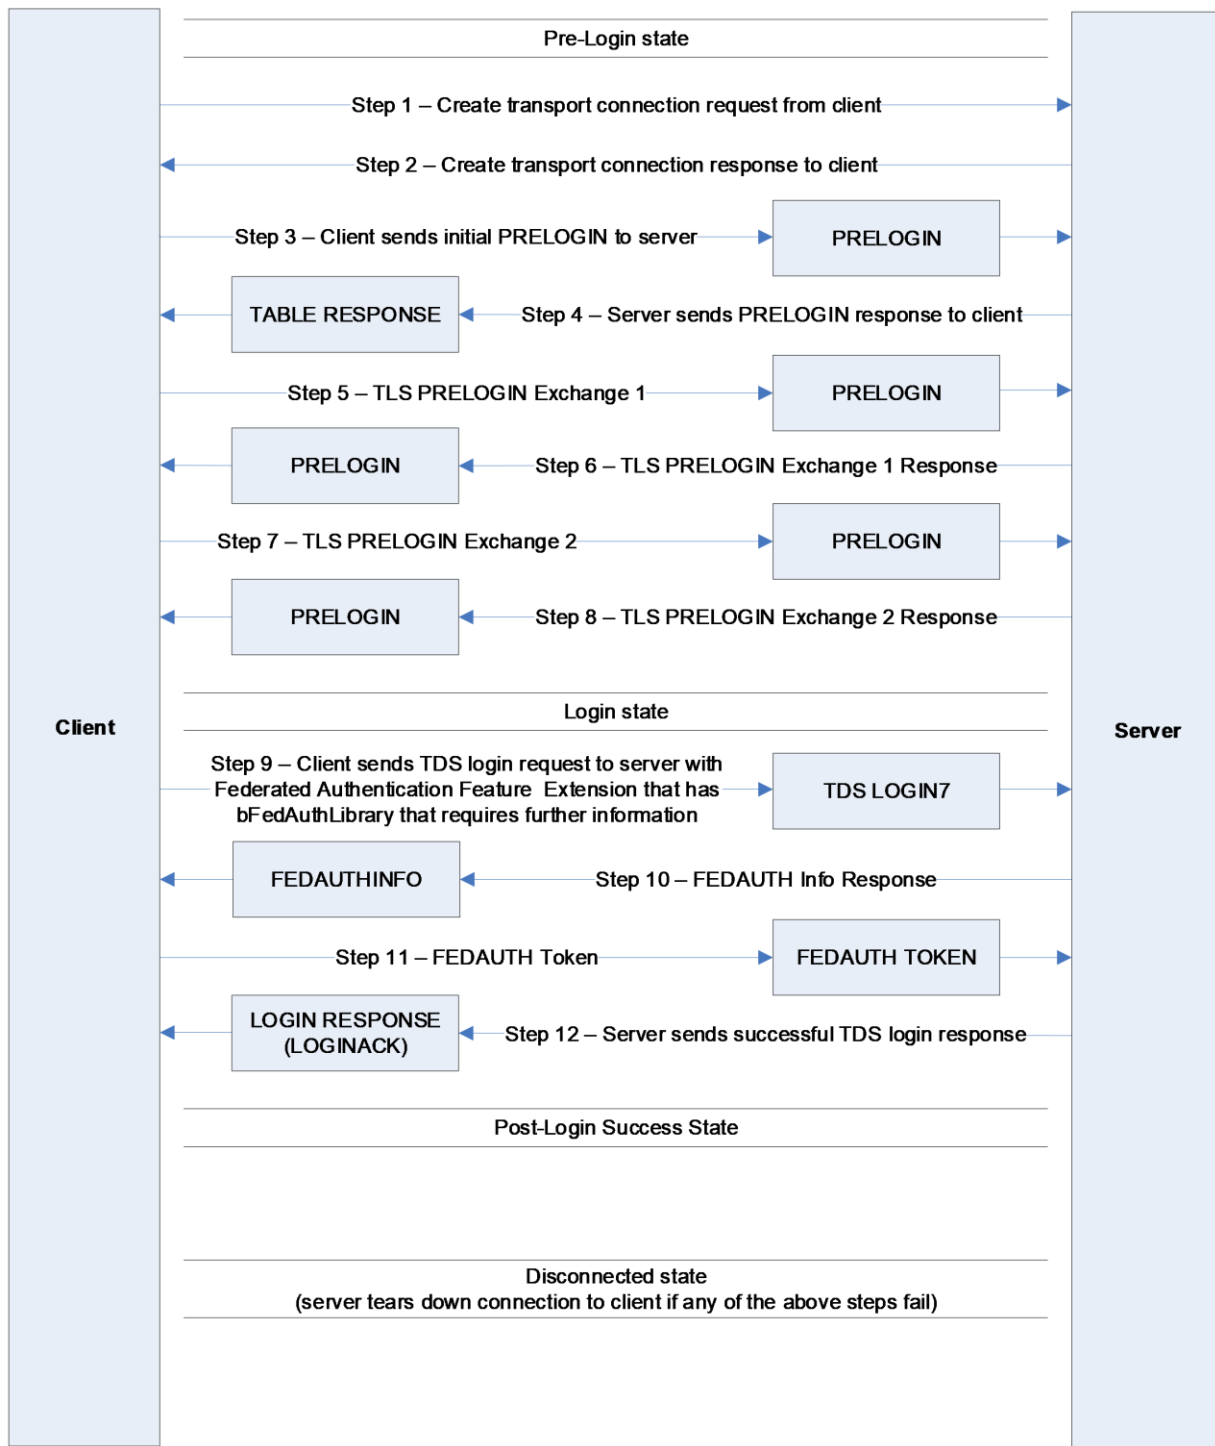 Pre-Login state
Step 1 – Create transport connection request from client
Step 2 – Create transport connection response to client
Step 3 – Client sends initial PRELOGIN to server
PRELOGIN
TABLE RESPONSE
Step 4 – Server sends PRELOGIN response to client
Step 5 – TLS PRELOGIN Exchange 1
PRELOGIN
PRELOGIN
Step 6 – TLS PRELOGIN Exchange 1 Response
Step 7 – TLS PRELOGIN Exchange 2
PRELOGIN
PRELOGIN
Step 8 – TLS PRELOGIN Exchange 2 Response
Login state
Client
Server
Step 9 – Client sends TDS login request to server with
Federated Authentication Feature Extension that has
bFedAuthLibrary that requires further information
TDS LOGIN7
FEDAUTHINFO
Step 10 – FEDAUTH Info Response
Step 11 – FEDAUTH Token
FEDAUTH TOKEN
LOGIN RESPONSE
(LOGINACK)
Step 12 – Server sends successful TDS login response
Post-Login Success State
Disconnected state
(server tears down connection to client if any of the above steps fail)